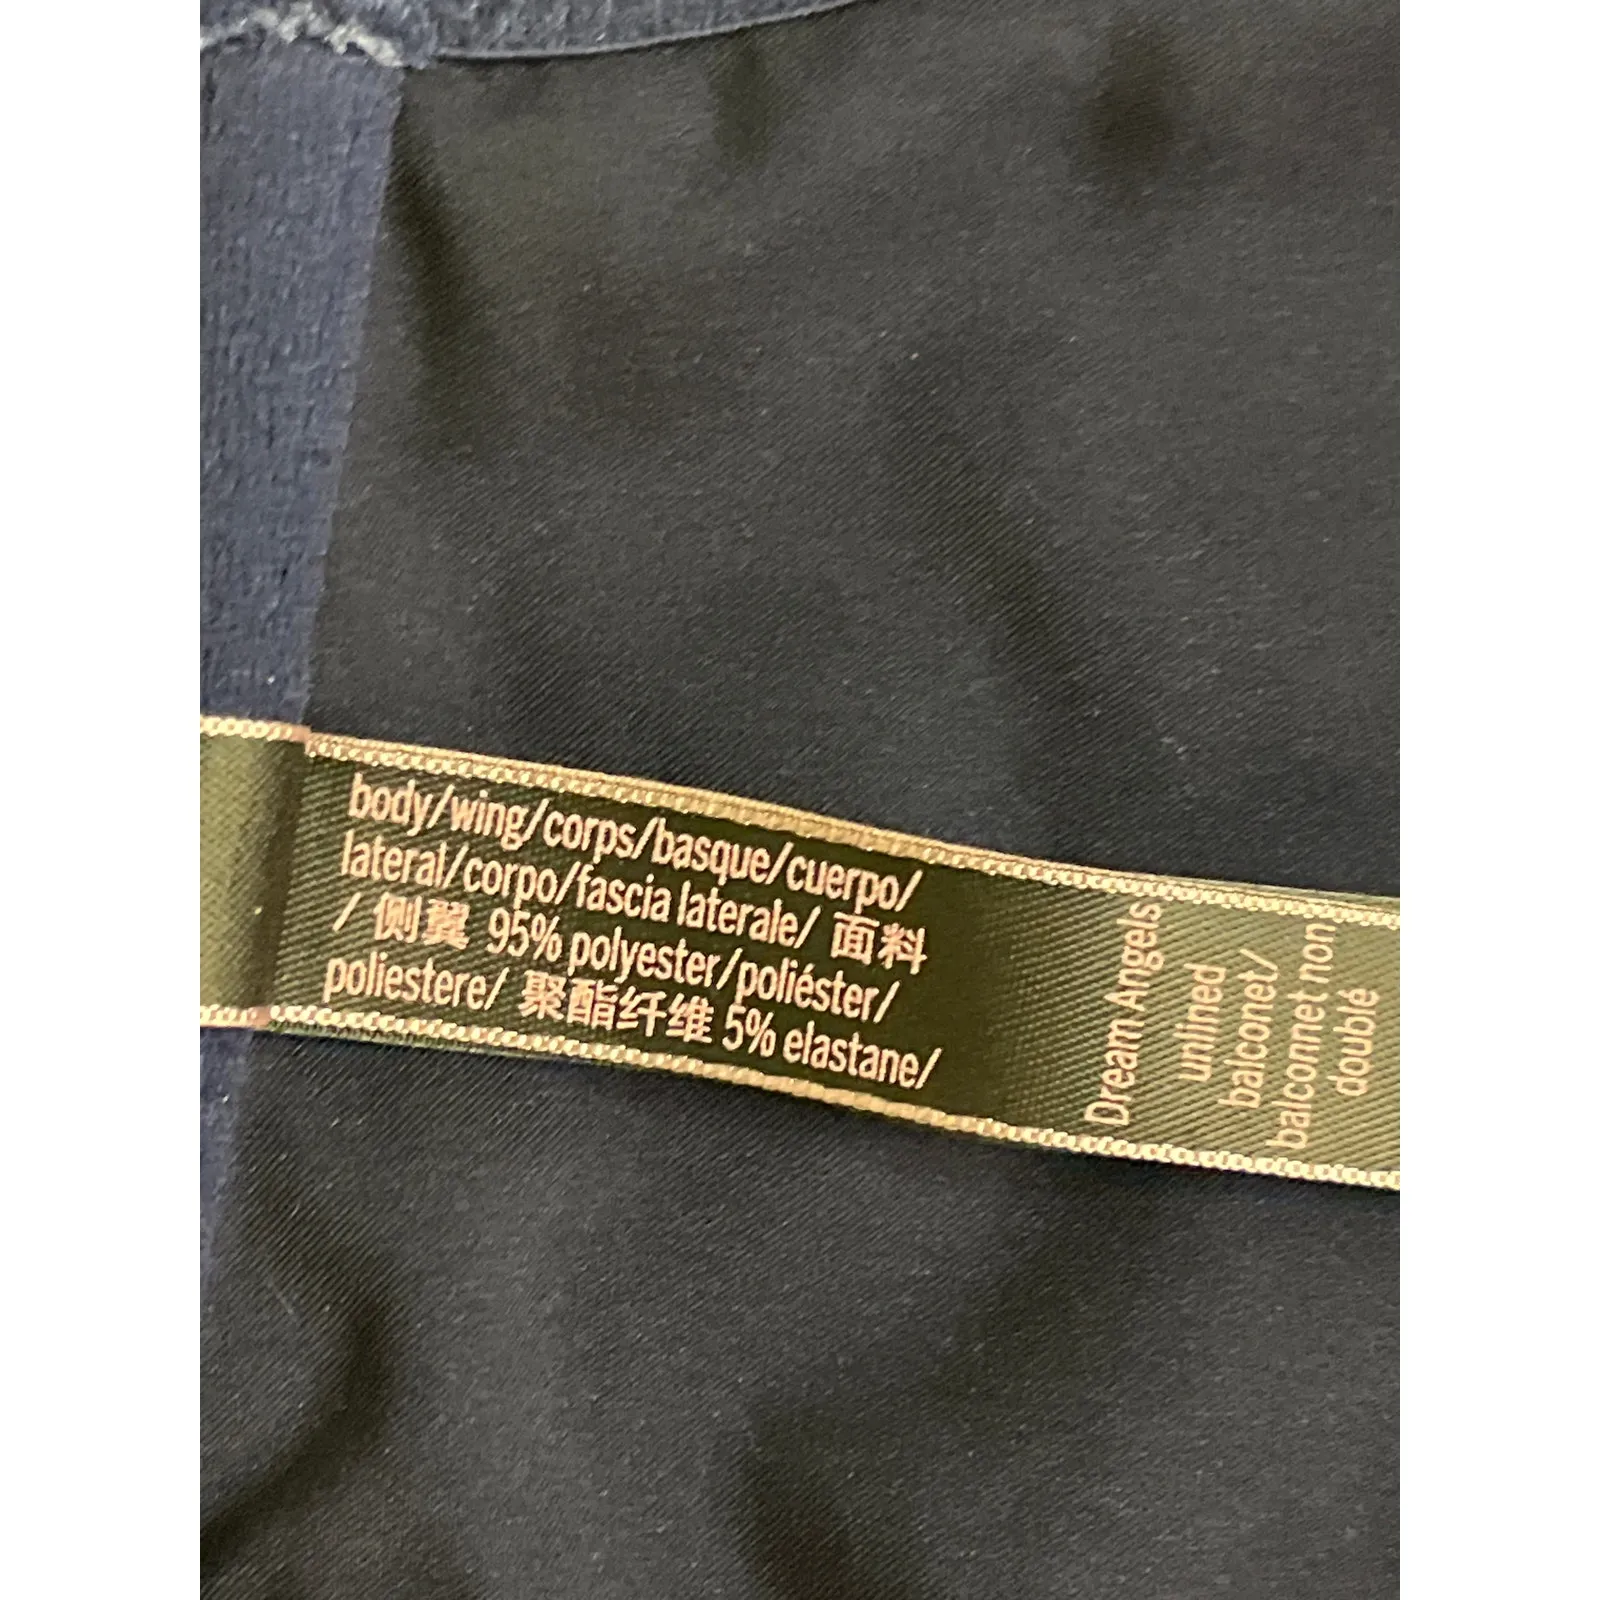 body/wing/corps/basque/cuerpo/
lateral/corpo/fascia laterale/ 面料
/ 侧翼 95% polyester/poliéster/
poliestere/ 聚酯纤维 5% elastane/
Dream Angels
unlined
balconet/
balconnet non
doublé